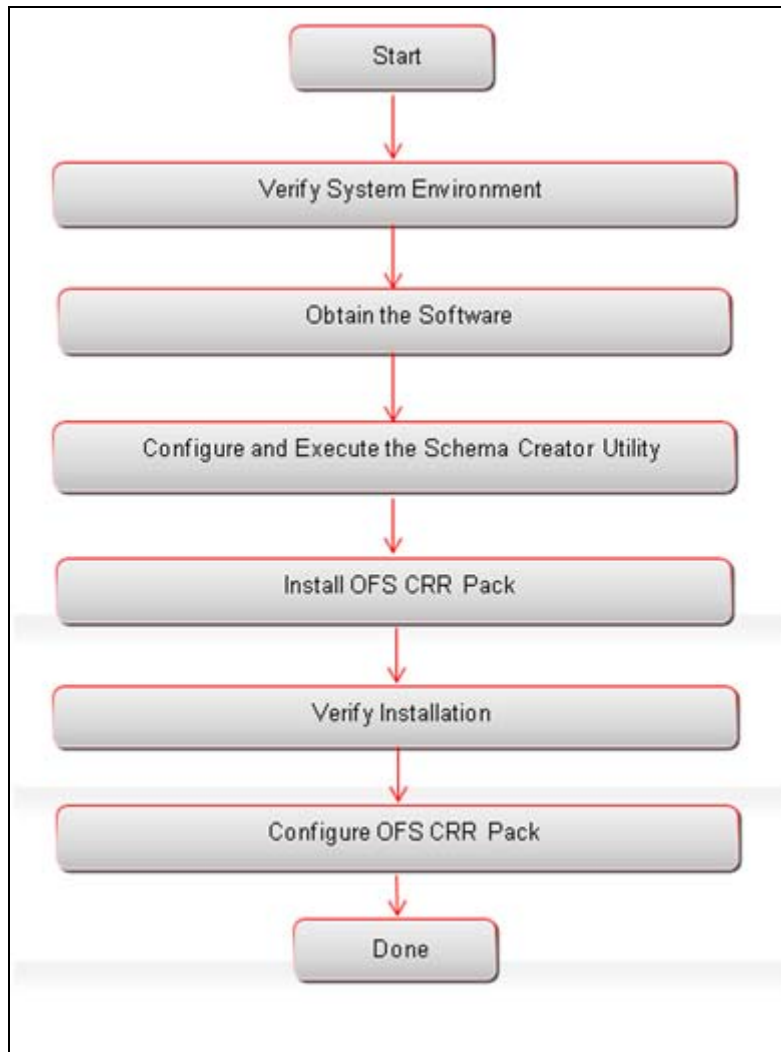 Start
Verify System Environment
Obtain the Software
Configure and Execute the Schema Creator Utility
Install OFS CRR Pack
Verify Installation
Configure OFS CRR Pack
Done